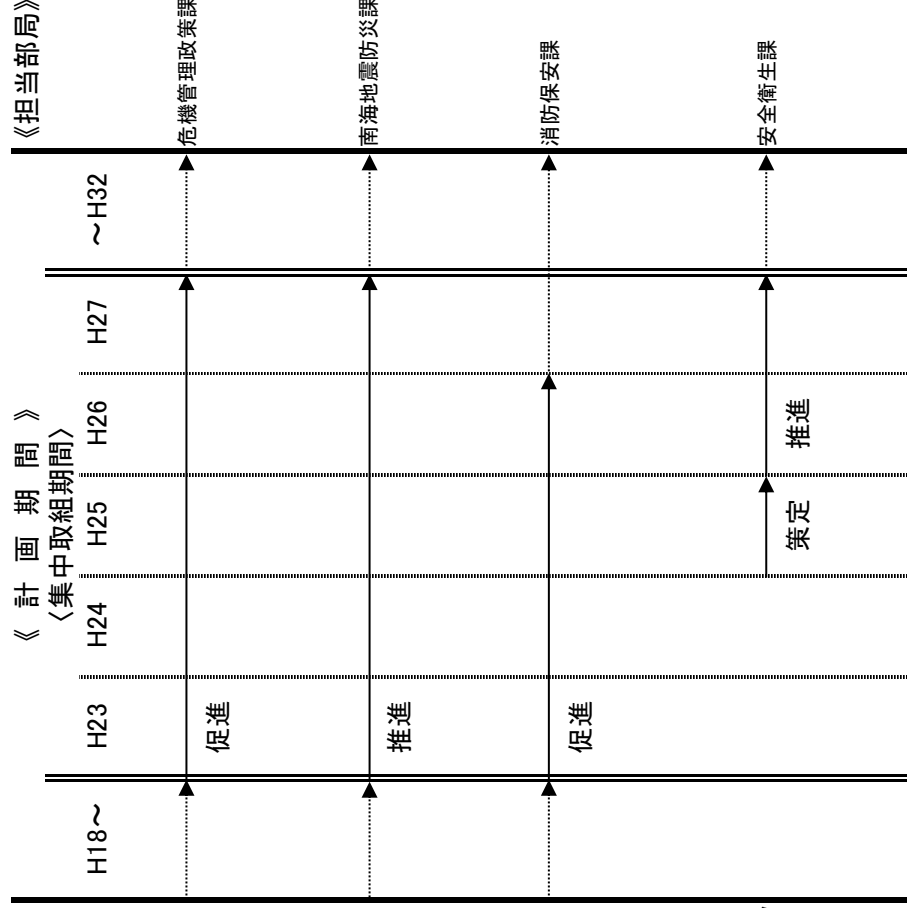 《 計 画 期 間 》
《担当部局》
〈集中取組期間〉
H18～
H23
H24
H25
H26
H27
～H32
促進
危機管理政策課
推進
南海地震防災課
促進
消防保安課
策定
推進
安全衛生課